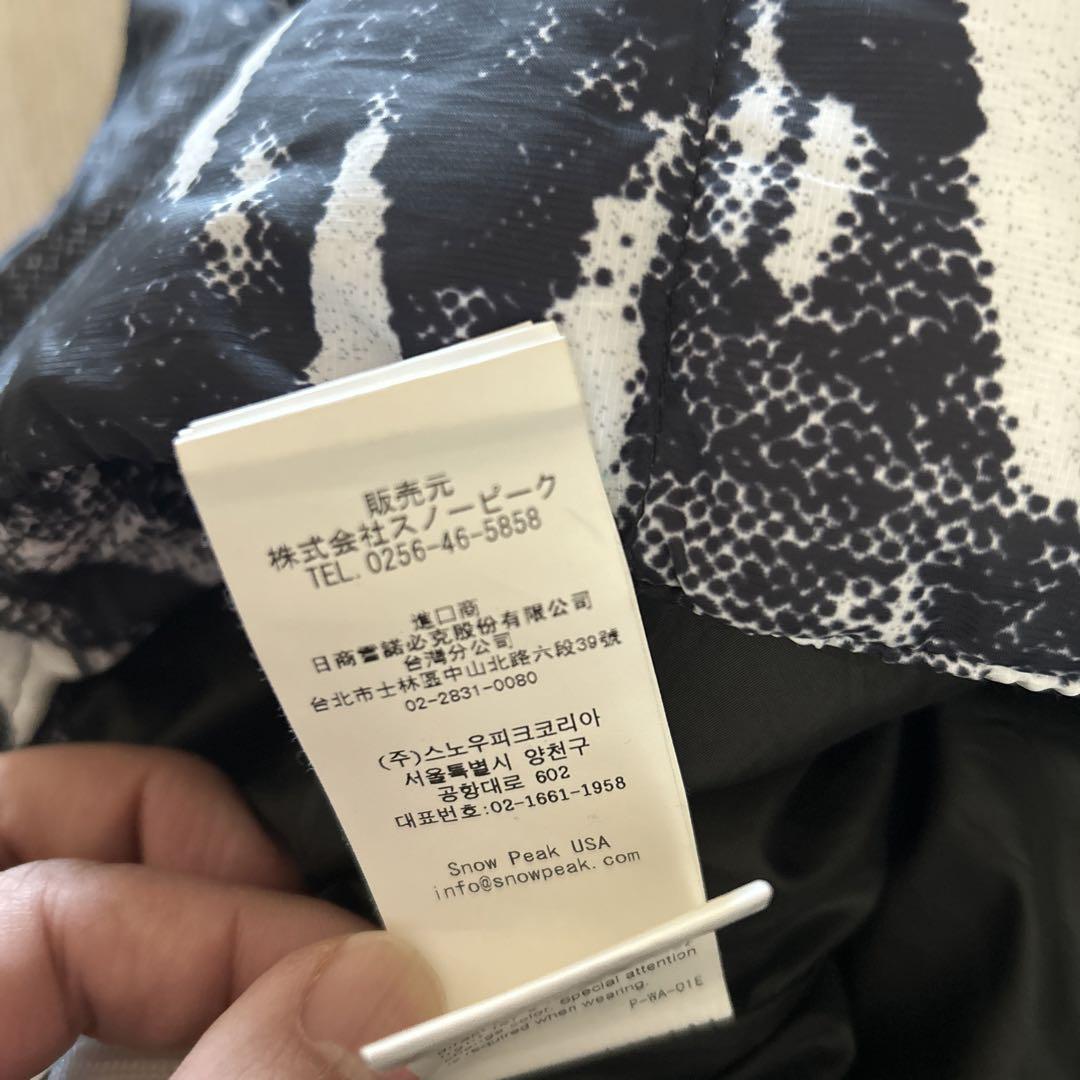 販売元
株式会社スノーピーク
TEL. 0256-46-5858
進口商
日商雪諾必克股份有限公司
台灣分公司
台北市士林區中山北路六段39號
02-2831-0080
(주)스노우피크코리아
서울특별시 양천구
공항대로 602
대표번호:02-1661-1958
Snow Peak USA
info@snowpeak.com
special attention
is required when wearing.
P-WA-01E